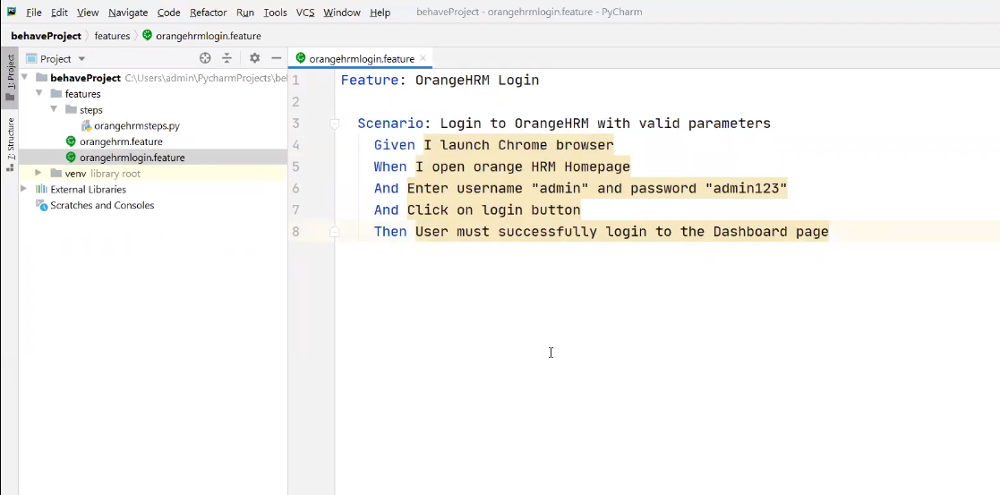 File Edit View Navigate Code Refactor Run Tools VCS Window Help behaveProject - orangehrmlogin.feature - PyCharm
behaveProject features orangehrmlogin.feature
1: Project
Project
orangehrmlogin.feature
behaveProject C:\Users\admin\PycharmProjects\be
features
steps
orangehrmsteps.py
orangehrm.feature
orangehrmlogin.feature
venv library root
External Libraries
Scratches and Consoles
7: Structure
1 Feature: OrangeHRM Login
2
3 Scenario: Login to OrangeHRM with valid parameters
4 Given I launch Chrome browser
5 When I open orange HRM Homepage
6 And Enter username "admin" and password "admin123"
7 And Click on login button
8 Then User must successfully login to the Dashboard page